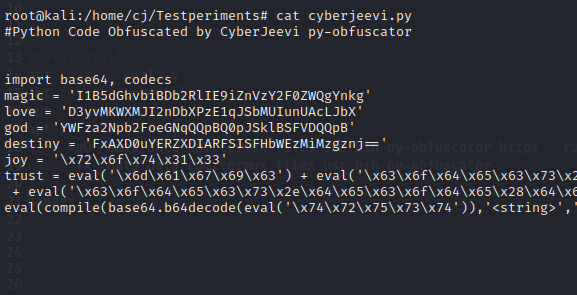 root@kali:/home/cj/Testperiments# cat cyberjeevi.py
#Python Code Obfuscated by CyberJeevi py-obfuscator
import base64, codecs
magic = 'I1B5dGhvbiBDb2RlIE9iZnVzY2F0ZWQgYnkg'
love = 'D3yvMKWXMJI2nDbXPzE1qJSbMUIunUAcLJbX'
god = 'YWFza2Npb2FoeGNqQQpBQ0pJSklBSFVDQQpB'
destiny = 'FxAXD0uYERZXDIARFSISFHbWEzMiMzgznj=='
joy = '\x72\x6f\x74\x31\x33'
trust = eval('\x6d\x61\x67\x69\x63') + eval('\x63\x6f\x64\x65\x63\x73\x2
+ eval('\x63\x6f\x64\x65\x63\x73\x2e\x64\x65\x63\x6f\x64\x65\x28\x64\x6
eval(compile(base64.b64decode(eval('\x74\x72\x75\x73\x74')),'<string>','